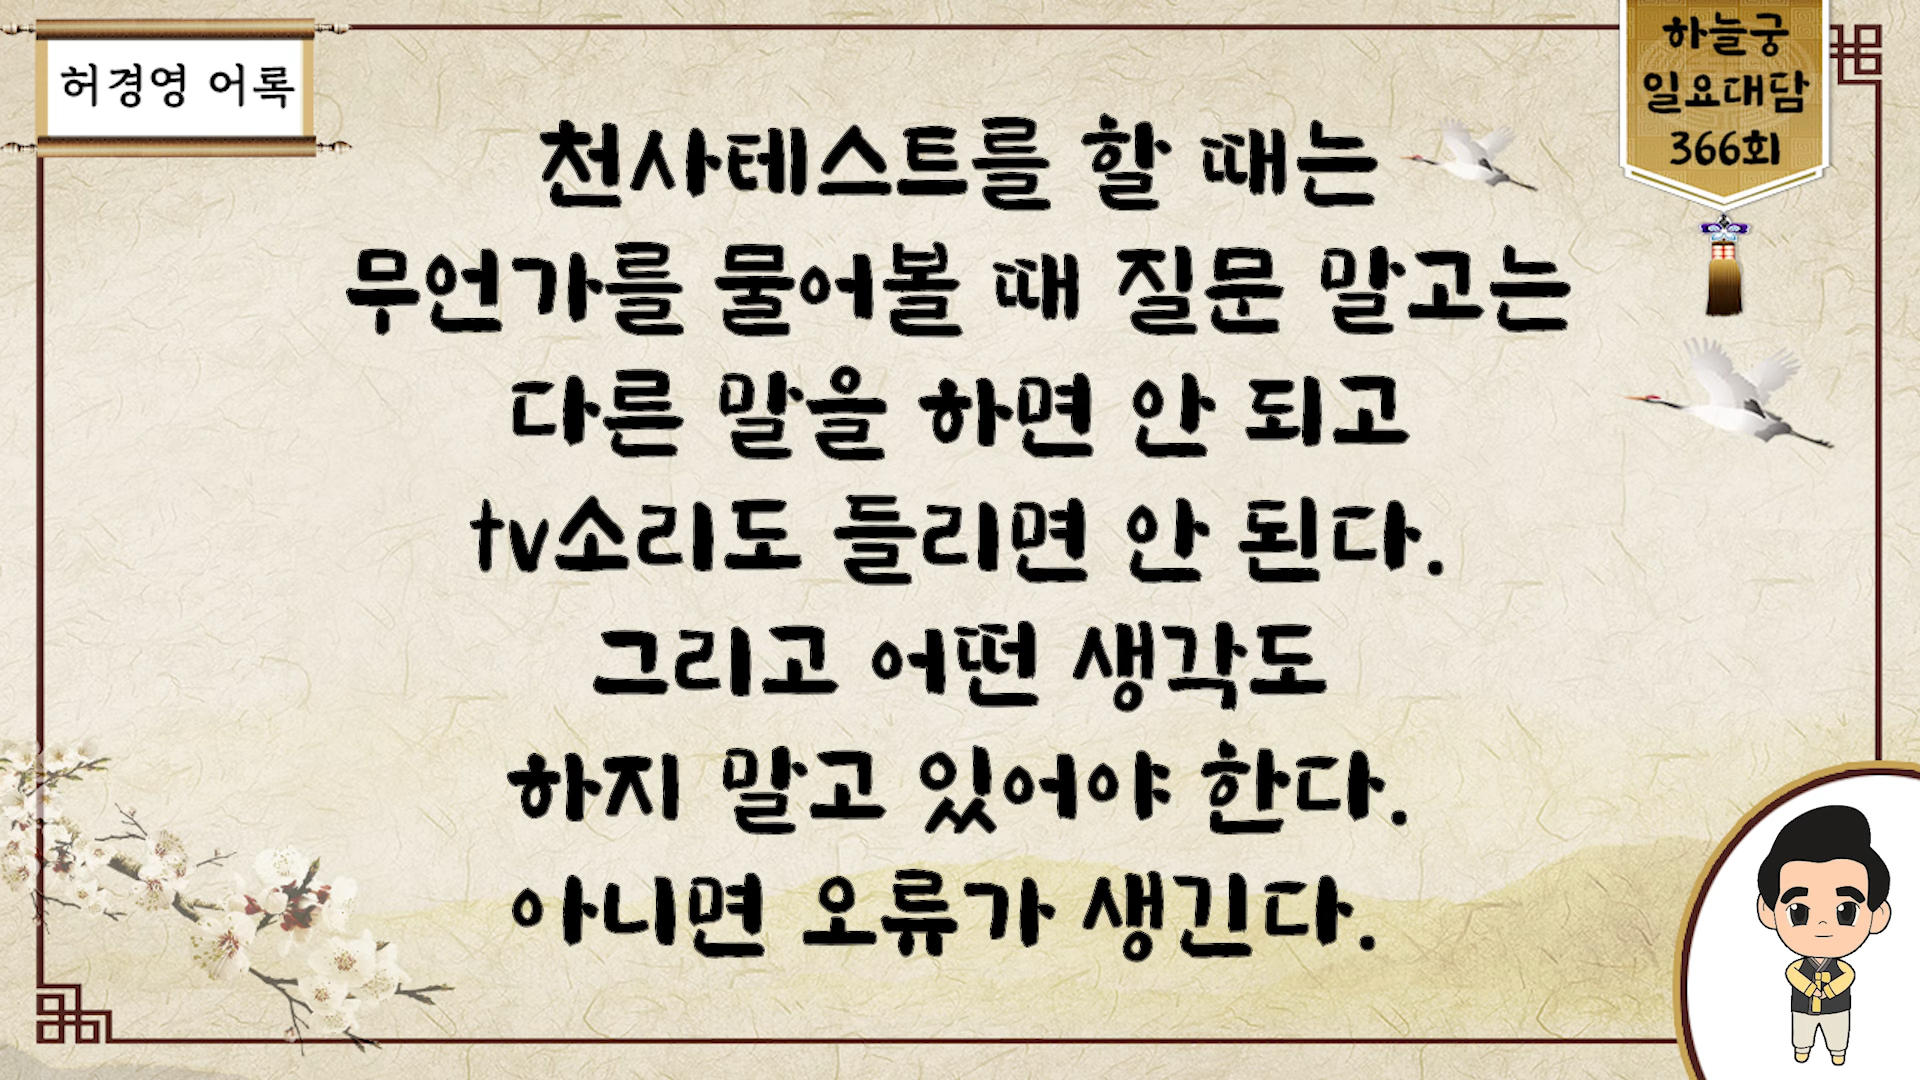 허경영 어록
하늘궁
일요대담
366회
천사테스트를 할 때는
무언가를 물어볼 때 질문 말고는
다른 말을 하면 안 되고
tv소리도 들리면 안 된다.
그리고 어떤 생각도
하지 말고 있어야 한다.
아니면 오류가 생긴다.